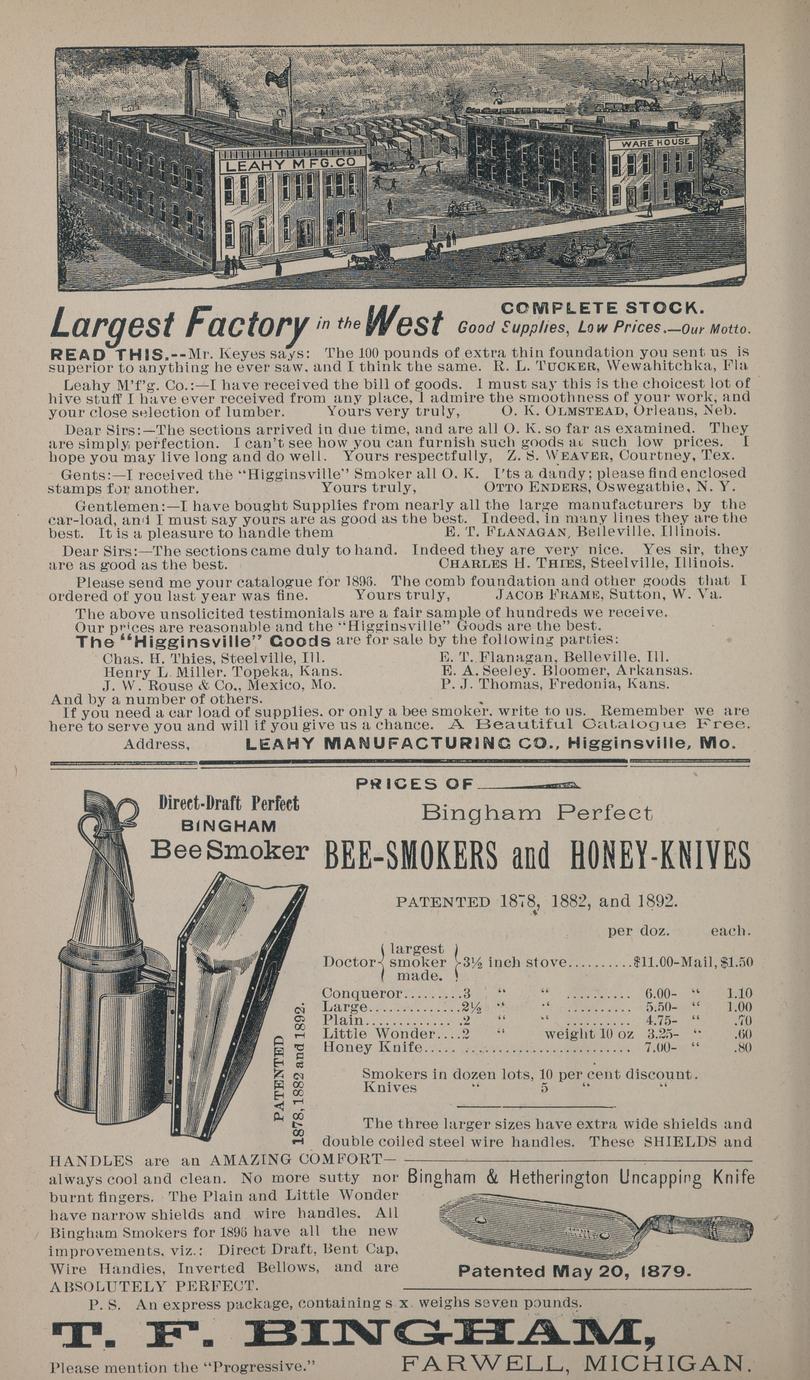 LEAHY MFG.CO
WARE HOUSE
Largest Factory in the West
COMPLETE STOCK.
Good Supplies, Low Prices.—Our Motto.
READ THIS.--Mr. Keyes says: The 100 pounds of extra thin foundation you sent us is
superior to anything he ever saw, and I think the same. R. L. TUCKER, Wewahitchka, Fla
Leahy M'f'g. Co.:—I have received the bill of goods. I must say this is the choicest lot of
hive stuff I have ever received from any place, I admire the smoothness of your work, and
your close selection of lumber. Yours very truly, O. K. OLMSTEAD, Orleans, Neb.
Dear Sirs:—The sections arrived in due time, and are all O. K. so far as examined. They
are simply perfection. I can't see how you can furnish such goods at such low prices. I
hope you may live long and do well. Yours respectfully, Z. S. WEAVER, Courtney, Tex.
Gents:—I received the "Higginsville" Smoker all O. K. I'ts a dandy; please find enclosed
stamps for another. Yours truly, OTTO ENDERS, Oswegathie, N. Y.
Gentlemen:—I have bought Supplies from nearly all the large manufacturers by the
car-load, and I must say yours are as good as the best. Indeed, in many lines they are the
best. It is a pleasure to handle them E. T. FLANAGAN, Belleville, Illinois.
Dear Sirs:—The sections came duly to hand. Indeed they are very nice. Yes sir, they
are as good as the best. CHARLES H. THIES, Steelville, Illinois.
Please send me your catalogue for 1896. The comb foundation and other goods that I
ordered of you last year was fine. Yours truly, JACOB FRAME, Sutton, W. Va.
The above unsolicited testimonials are a fair sample of hundreds we receive.
Our prices are reasonable and the "Higginsville" Goods are the best.
The "Higginsville" Goods are for sale by the following parties:
Chas. H. Thies, Steelville, Ill. E. T. Flanagan, Belleville, Ill.
Henry L. Miller. Topeka, Kans. E. A. Seeley. Bloomer, Arkansas.
J. W. Rouse & Co., Mexico, Mo. P. J. Thomas, Fredonia, Kans.
And by a number of others.
If you need a car load of supplies, or only a bee smoker, write to us. Remember we are
here to serve you and will if you give us a chance. A Beautiful Catalogue Free.
Address, LEAHY MANUFACTURING CO., Higginsville, Mo.
Direct-Draft Perfect
BINGHAM
Bee Smoker
PATENTED
1878, 1882 and 1892.
PRICES OF
Bingham Perfect
BEE-SMOKERS and HONEY-KNIVES
PATENTED 1878, 1882, and 1892.
per doz. each.
Doctor { largest smoker made. } 3½ inch stove..........$11.00-Mail, $1.50
Conqueror.........3 " " .......... 6.00- " 1.10
Large.............2½ " " .......... 5.50- " 1.00
Plain............ .2 " " .......... 4.75- " .70
Little Wonder....2 " weight 10 oz 3.25- " .60
Honey Knife..... ............................... 7.00- " .80
Smokers in dozen lots, 10 per cent discount.
Knives " 5 " "
The three larger sizes have extra wide shields and
double coiled steel wire handles. These SHIELDS and
HANDLES are an AMAZING COMFORT—
always cool and clean. No more sutty nor
burnt fingers. The Plain and Little Wonder
have narrow shields and wire handles. All
Bingham Smokers for 1896 have all the new
improvements, viz.: Direct Draft, Bent Cap,
Wire Handles, Inverted Bellows, and are
ABSOLUTELY PERFECT.
Bingham & Hetherington Uncapping Knife
Patented May 20, 1879.
P. S. An express package, containing s x. weighs seven pounds.
T. F. BINGHAM,
Please mention the "Progressive." FARWELL, MICHIGAN.